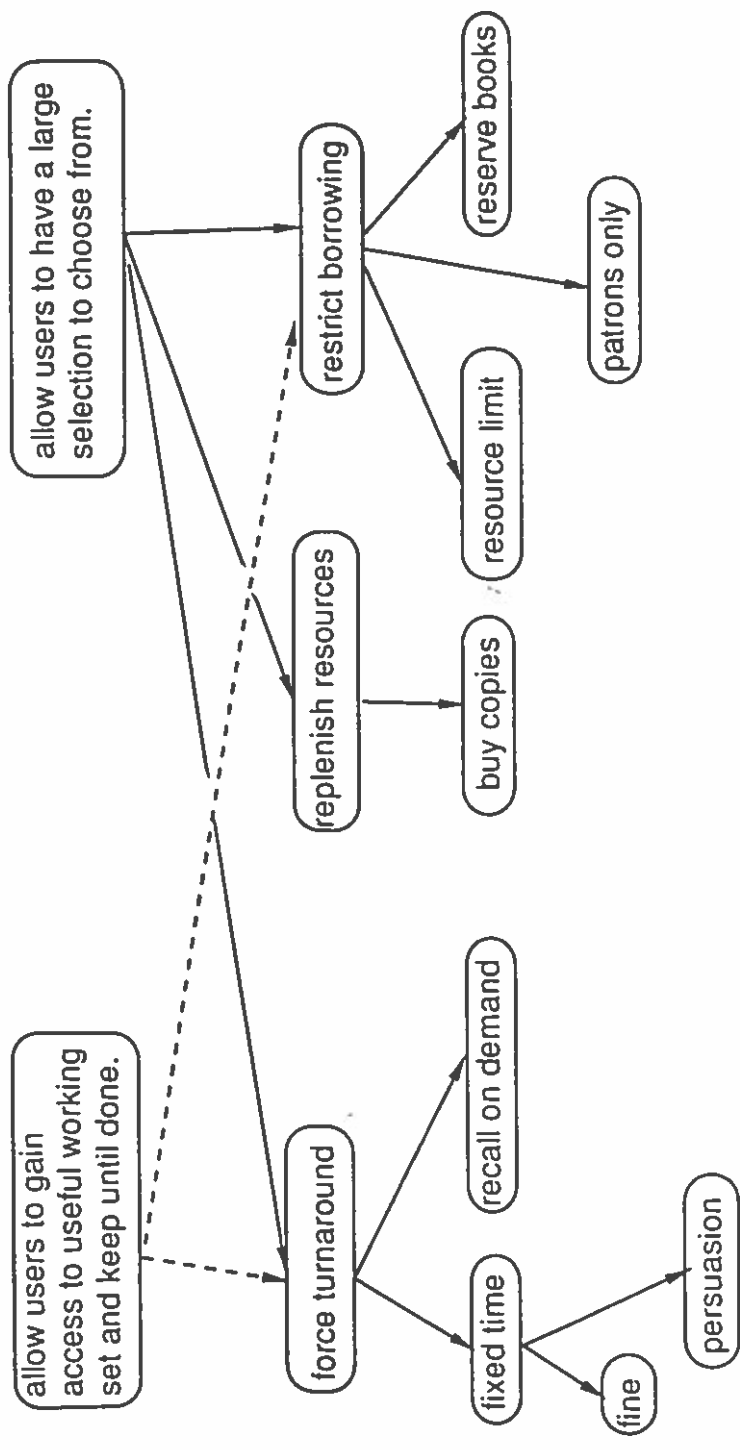 allow users to gain
access to useful working
set and keep until done.
allow users to have a large
selection to choose from.
force turnaround
replenish resources
restrict borrowing
fixed time
recall on demand
buy copies
resource limit
reserve books
fine
persuasion
patrons only